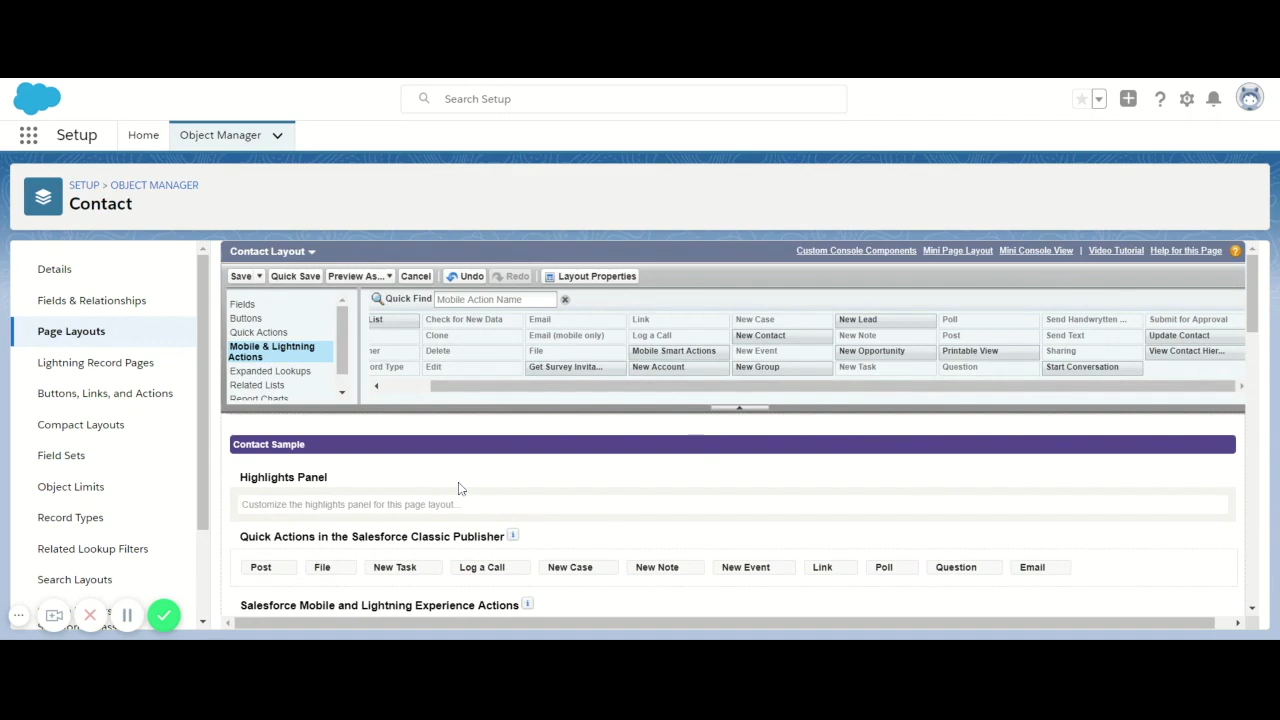 Search Setup
Setup
Home
Object Manager
SETUP > OBJECT MANAGER
Contact
Details
Fields & Relationships
Page Layouts
Lightning Record Pages
Buttons, Links, and Actions
Compact Layouts
Field Sets
Object Limits
Record Types
Related Lookup Filters
Search Layouts
Contact Layout
Custom Console Components Mini Page Layout Mini Console View | Video Tutorial Help for this Page ?
Save Quick Save Preview As... Cancel Undo Redo Layout Properties
Fields
Buttons
Quick Actions
Mobile & Lightning
Actions
Expanded Lookups
Related Lists
Report Charts
Quick Find Mobile Action Name
List Check for New Data Email Link New Case New Lead Poll Send Handwrytten ... Submit for Approval
Clone Email (mobile only) Log a Call New Contact New Note Post Send Text Update Contact
ner Delete File Mobile Smart Actions New Event New Opportunity Printable View Sharing View Contact Hier...
ord Type Edit Get Survey Invita... New Account New Group New Task Question Start Conversation
Contact Sample
Highlights Panel
Customize the highlights panel for this page layout...
Quick Actions in the Salesforce Classic Publisher i
Post File New Task Log a Call New Case New Note New Event Link Poll Question Email
Salesforce Mobile and Lightning Experience Actions i